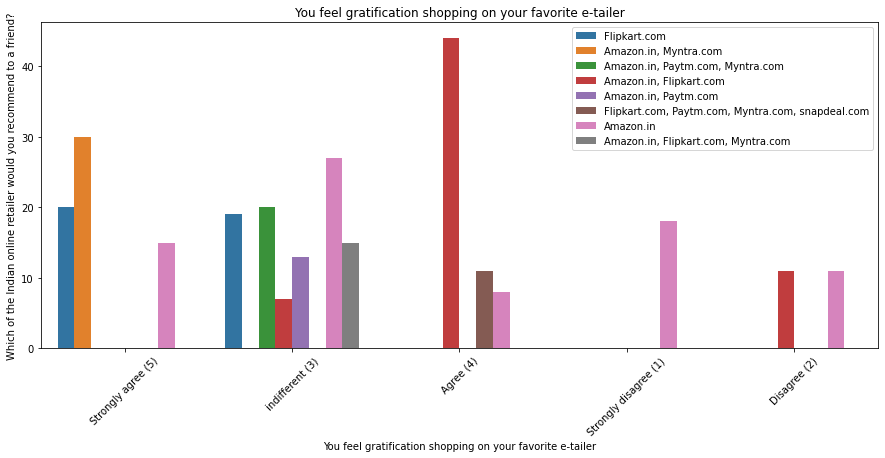 You feel gratification shopping on your favorite e-tailer
Which of the Indian online retailer would you recommend to a friend?
40
30
20
10
0
Flipkart.com
Amazon.in, Myntra.com
Amazon.in, Paytm.com, Myntra.com
Amazon.in, Flipkart.com
Amazon.in, Paytm.com
Flipkart.com, Paytm.com, Myntra.com, snapdeal.com
Amazon.in
Amazon.in, Flipkart.com, Myntra.com
Strongly agree (5)
indifferent (3)
Agree (4)
Strongly disagree (1)
Disagree (2)
You feel gratification shopping on your favorite e-tailer